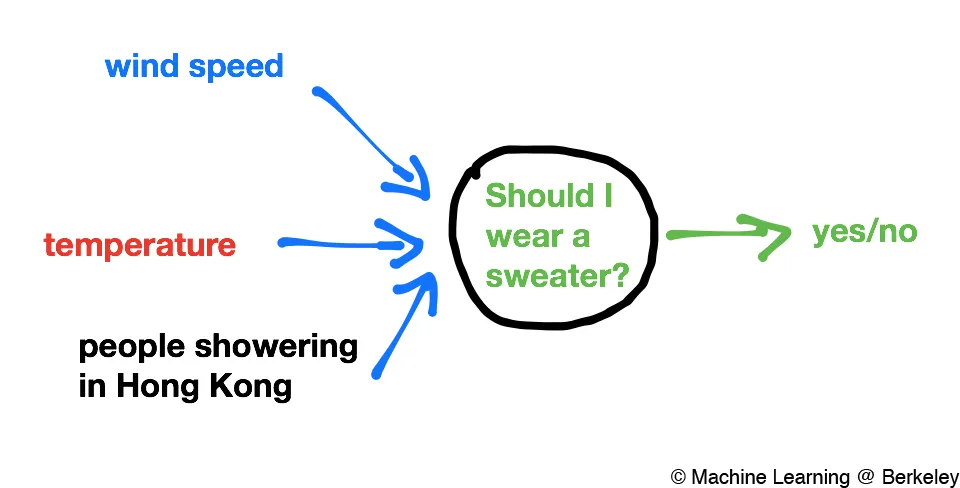 wind speed
temperature
people showering
in Hong Kong
Should I
wear a
sweater?
yes/no
© Machine Learning @ Berkeley